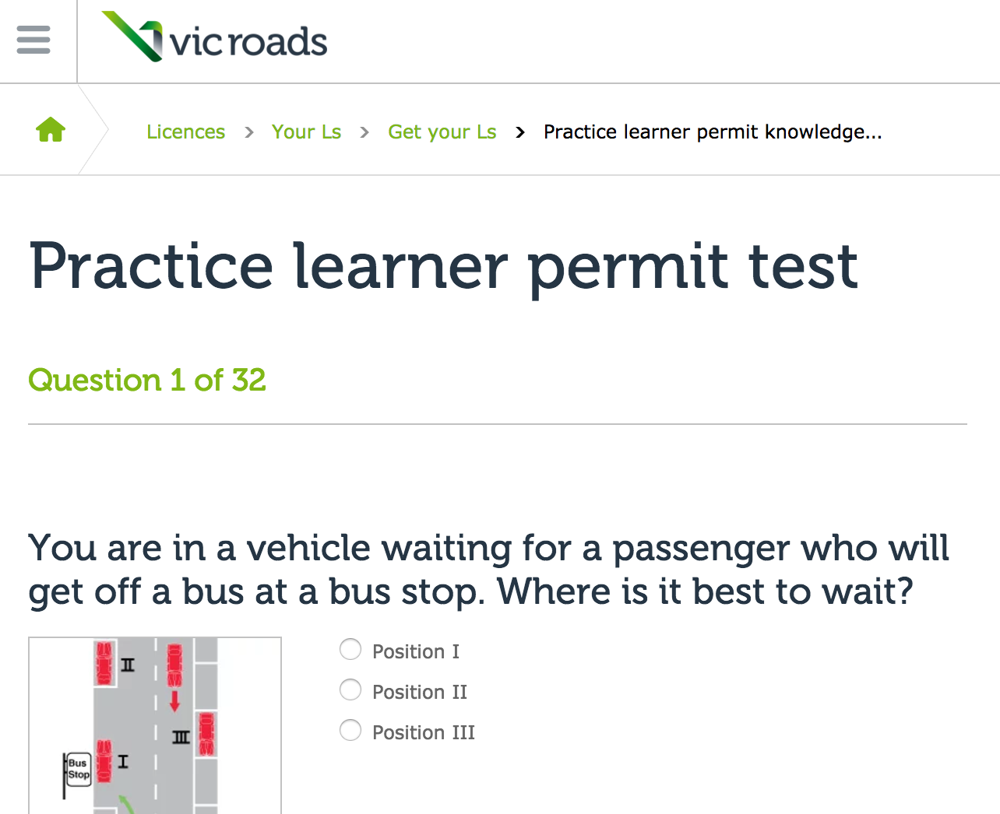 vic roads
Licences > Your Ls > Get your Ls > Practice learner permit knowledge...
Practice learner permit test
Question 1 of 32
You are in a vehicle waiting for a passenger who will
get off a bus at a bus stop. Where is it best to wait?
Position I
Position II
Position III
II
III
I
Bus
Stop